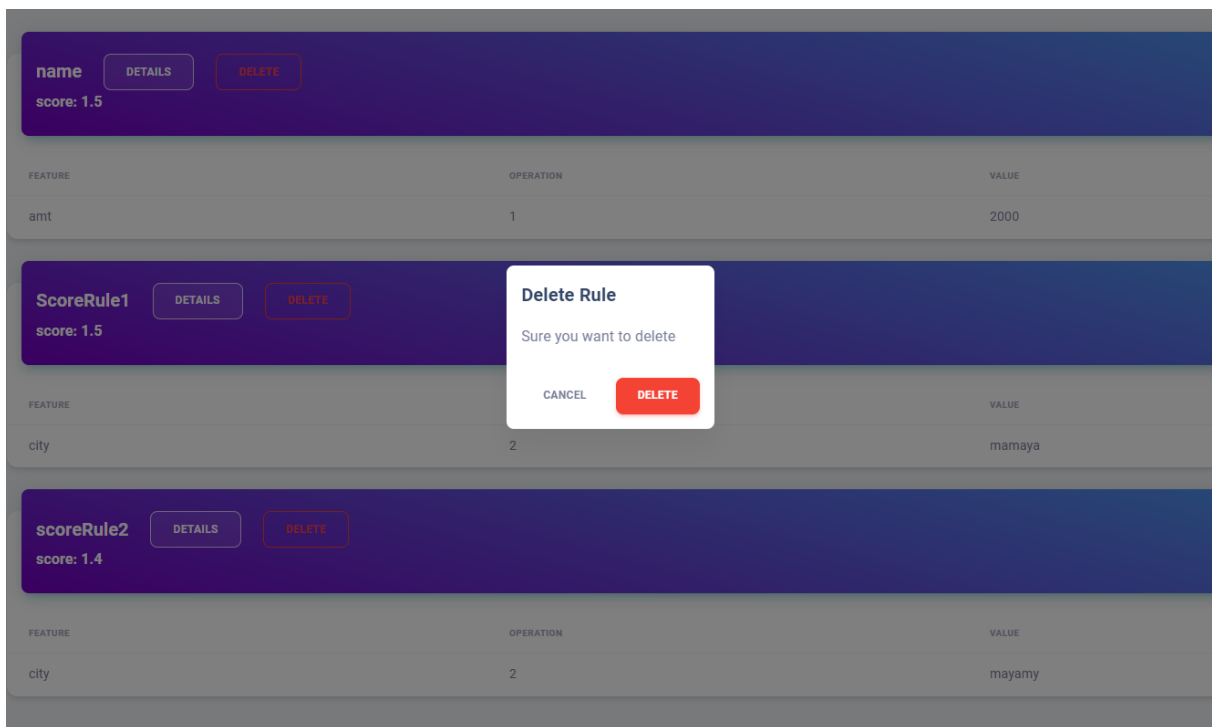 name DETAILS DELETE
score: 1.5
FEATURE OPERATION VALUE
amt 1 2000
ScoreRule1 DETAILS DELETE
score: 1.5
Delete Rule
Sure you want to delete
CANCEL DELETE
FEATURE VALUE
city 2 mamaya
scoreRule2 DETAILS DELETE
score: 1.4
FEATURE OPERATION VALUE
city 2 mayamy